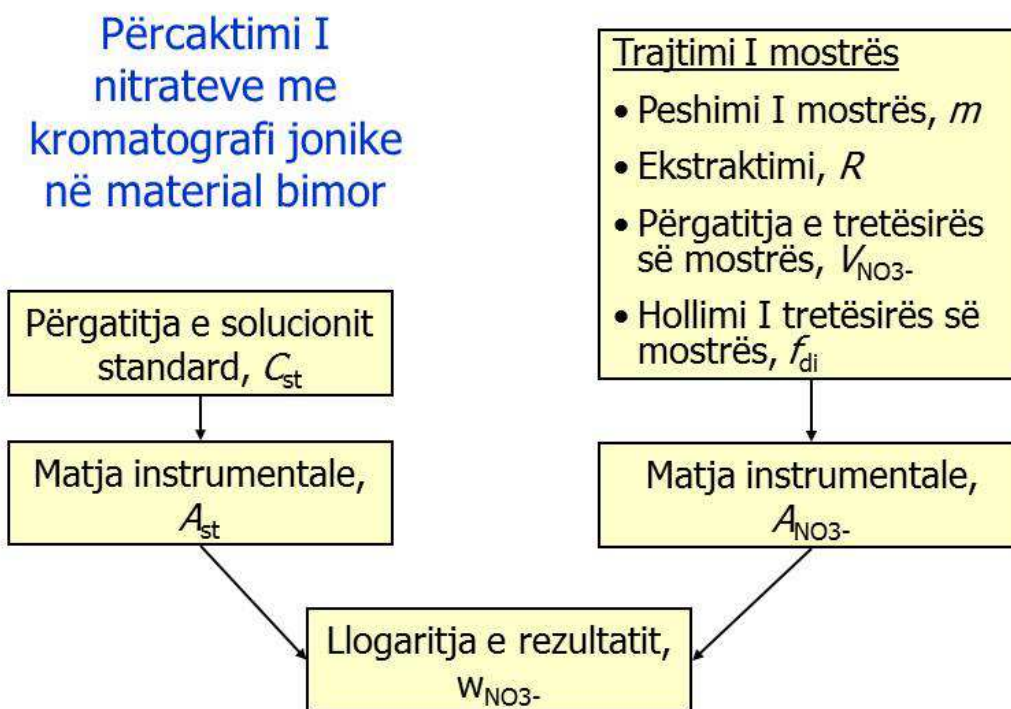 Përcaktimi I
nitrateve me
kromatografi jonike
në material bimor
Trajtimi I mostrës
• Peshimi I mostrës, m
• Ekstraktimi, R
• Përgatitja e tretësirës
së mostrës, VNO3-
• Hollimi I tretësirës së
mostrës, fdi
Përgatitja e solucionit
standard, Cst
Matja instrumentale,
Ast
Matja instrumentale,
ANO3-
Llogaritja e rezultatit,
wNO3-